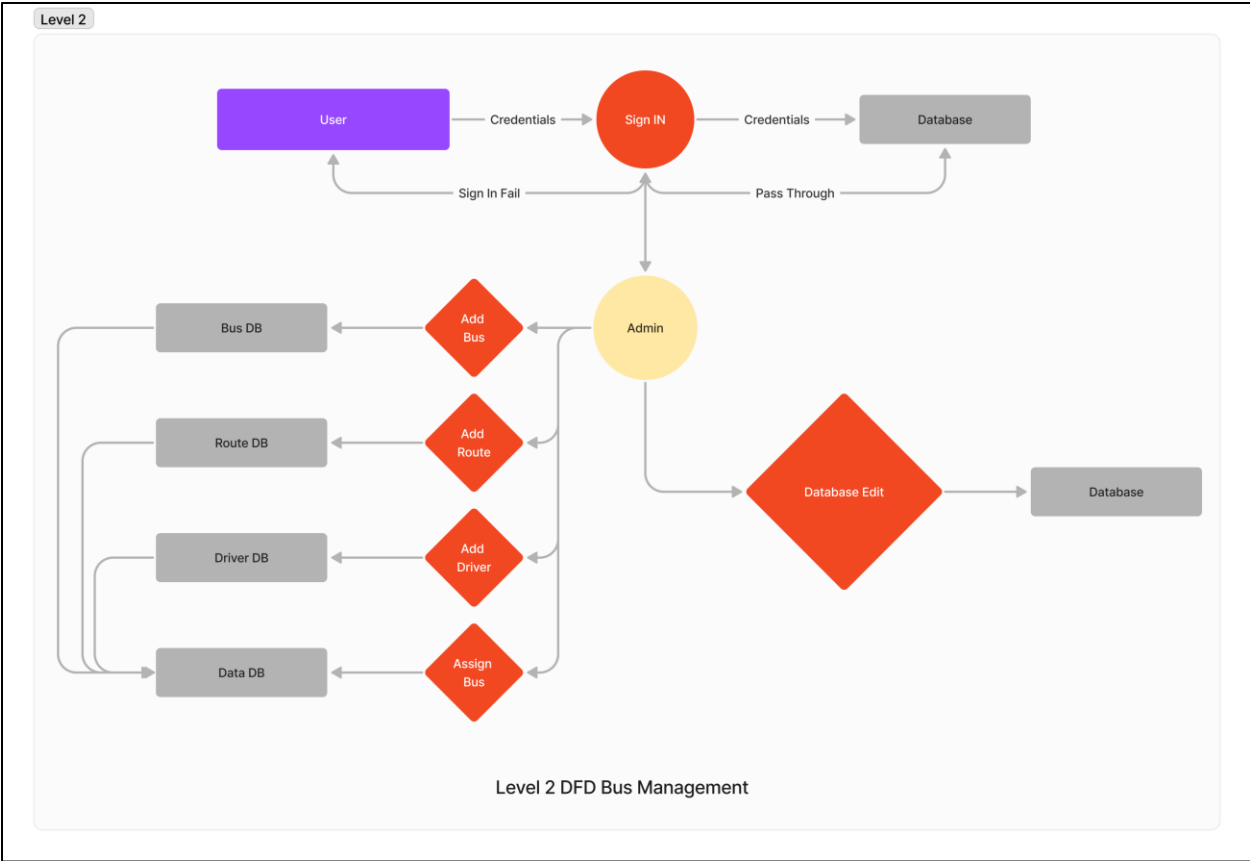 Level 2
User
Credentials
Sign IN
Credentials
Database
Sign In Fail
Pass Through
Admin
Bus DB
Add
Bus
Route DB
Add
Route
Database Edit
Database
Driver DB
Add
Driver
Data DB
Assign
Bus
Level 2 DFD Bus Management